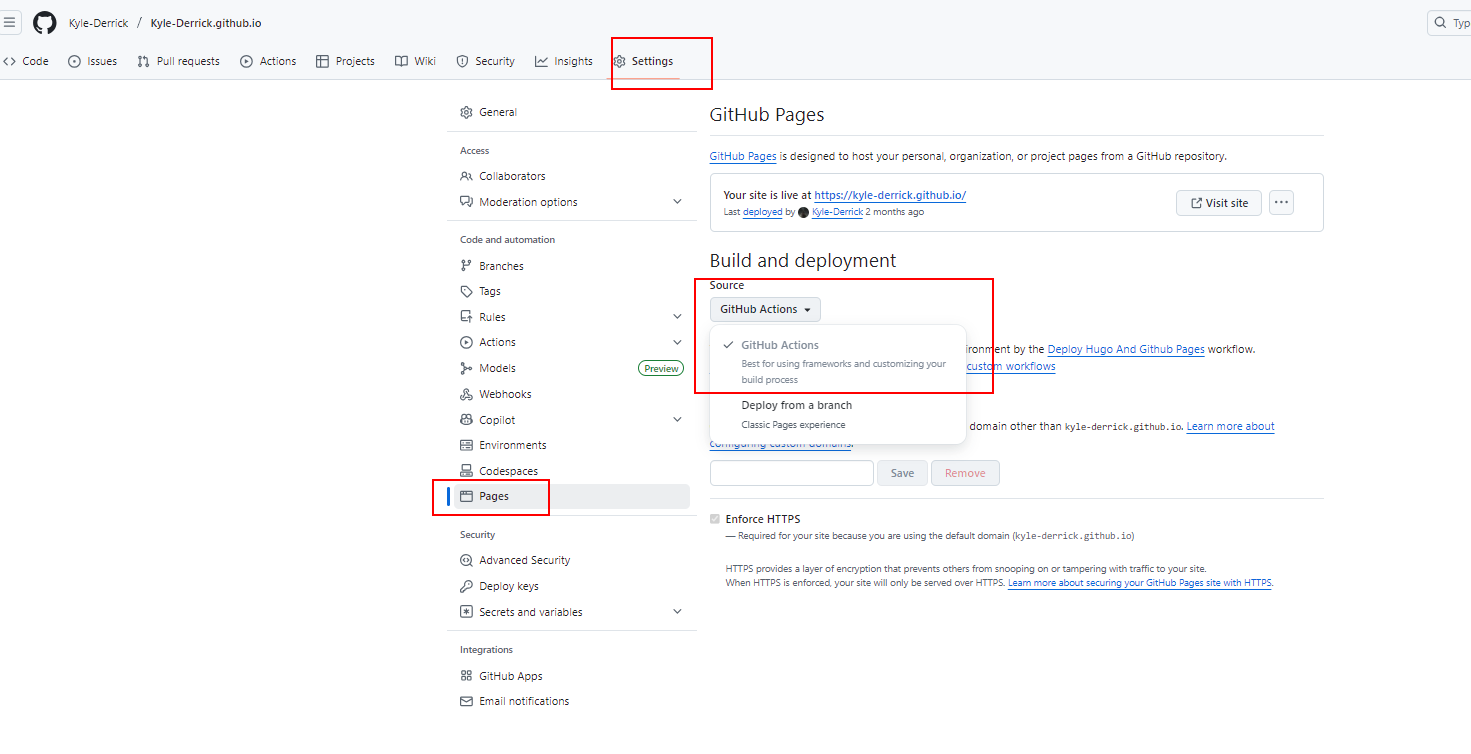 Kyle-Derrick / Kyle-Derrick.github.io
Typ
Code Issues Pull requests Actions Projects Wiki Security Insights Settings
General
Access
Collaborators
Moderation options
Code and automation
Branches
Tags
Rules
Actions
Models Preview
Webhooks
Copilot
Environments
Codespaces
Pages
Security
Advanced Security
Deploy keys
Secrets and variables
Integrations
GitHub Apps
Email notifications
GitHub Pages
GitHub Pages is designed to host your personal, organization, or project pages from a GitHub repository.
Your site is live at https://kyle-derrick.github.io/
Last deployed by Kyle-Derrick 2 months ago
Visit site
Build and deployment
Source
GitHub Actions
GitHub Actions
Best for using frameworks and customizing your
build process
Deploy from a branch
Classic Pages experience
ironment by the Deploy Hugo And Github Pages workflow.
custom workflows
domain other than kyle-derrick.github.io. Learn more about
configuring custom domains.
Save Remove
Enforce HTTPS
— Required for your site because you are using the default domain (kyle-derrick.github.io)
HTTPS provides a layer of encryption that prevents others from snooping on or tampering with traffic to your site.
When HTTPS is enforced, your site will only be served over HTTPS. Learn more about securing your GitHub Pages site with HTTPS.